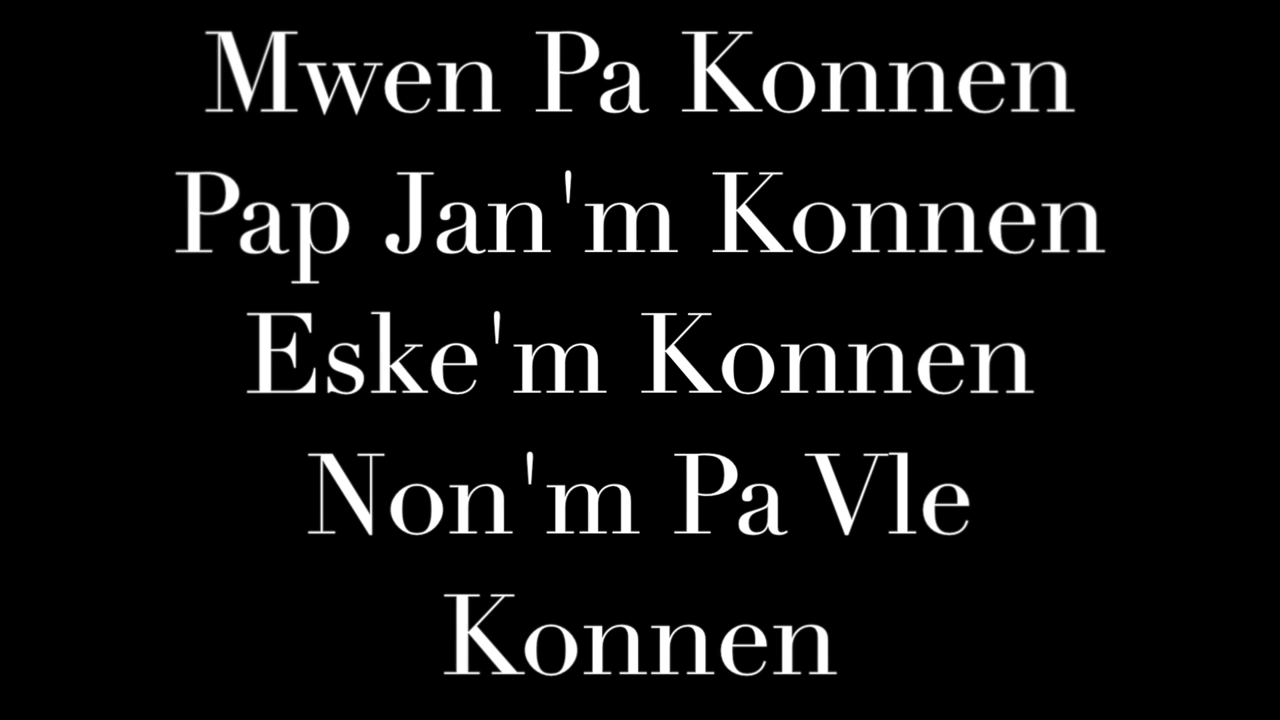 Mwen Pa Konnen
Pap Jan'm Konnen
Eske'm Konnen
Non'm Pa Vle
Konnen